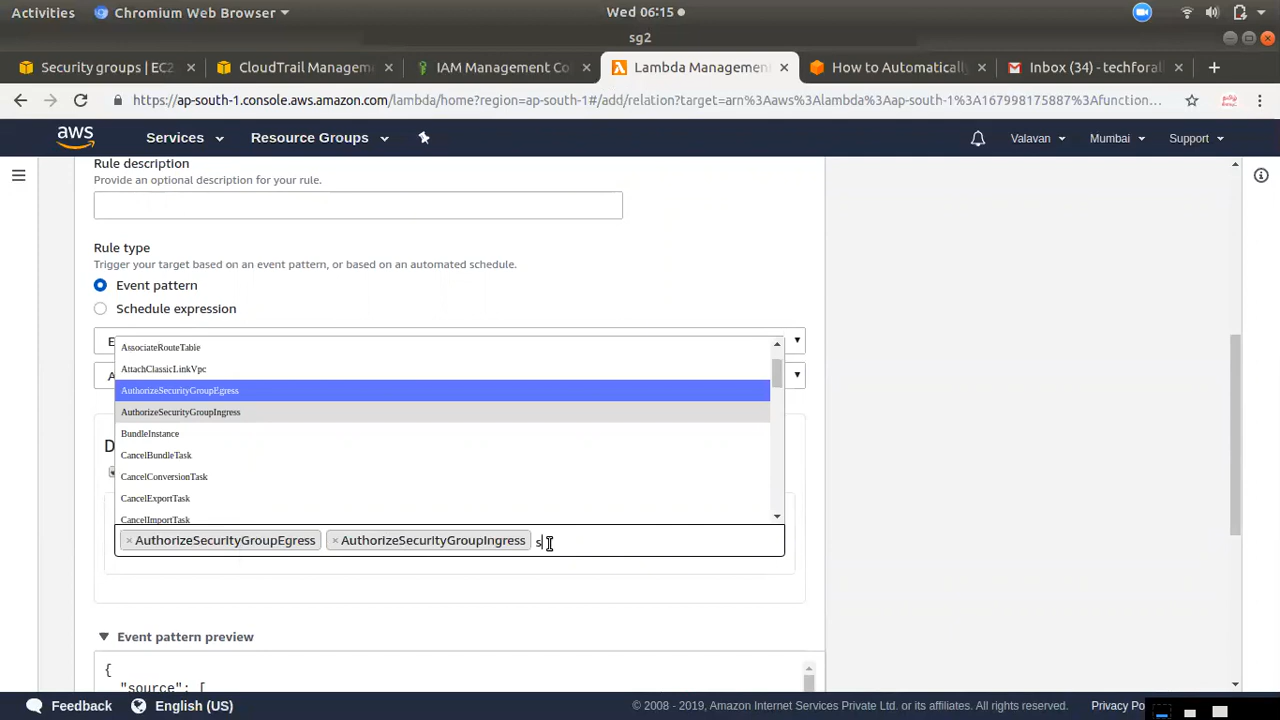 Activities Chromium Web Browser Wed 06:15
sg2
Security groups | EC2 CloudTrail Managem IAM Management Co Lambda Management How to Automatically Inbox (34) - techforall
https://ap-south-1.console.aws.amazon.com/lambda/home?region=ap-south-1#/add/relation?target=arn%3Aaws%3Alambda%3Aap-south-1%3A167998175887%3Afunction...
aws Services Resource Groups Valavan Mumbai Support
Rule description
Provide an optional description for your rule.
Rule type
Trigger your target based on an event pattern, or based on an automated schedule.
Event pattern
Schedule expression
E
AssociateRouteTable
AttachClassicLinkVpc
A
AuthorizeSecurityGroupEgress
AuthorizeSecurityGroupIngress
BundleInstance
D
CancelBundleTask
CancelConversionTask
CancelExportTask
CancelImportTask
× AuthorizeSecurityGroupEgress × AuthorizeSecurityGroupIngress s
Event pattern preview
{
"source": [
Feedback English (US) © 2008 - 2019, Amazon Internet Services Private Ltd. or its affiliates. All rights reserved. Privacy Po